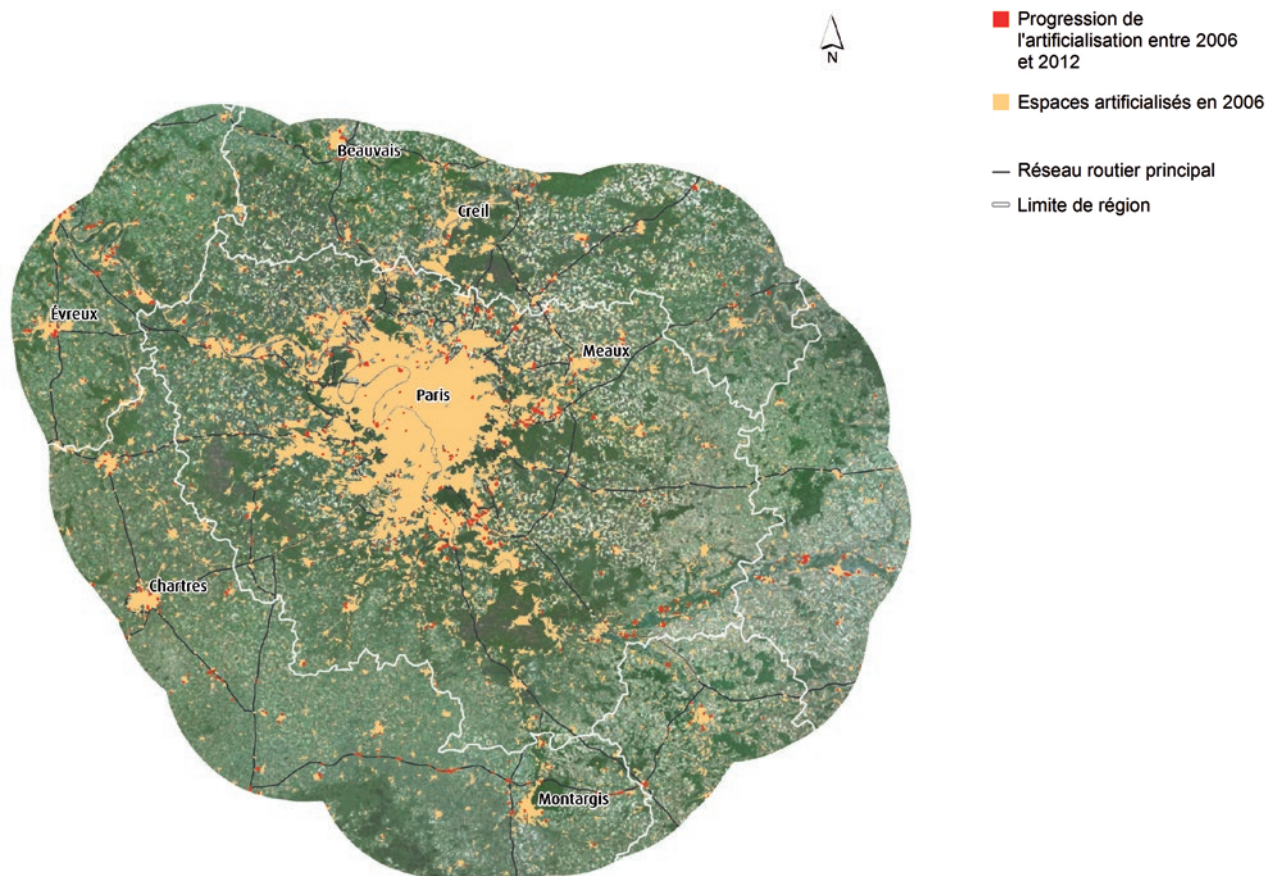 Progression de
l'artificialisation entre 2006
et 2012
Espaces artificialisés en 2006
Réseau routier principal
Limite de région
N
Beauvais
Creil
Évreux
Meaux
Paris
Chartres
Montargis